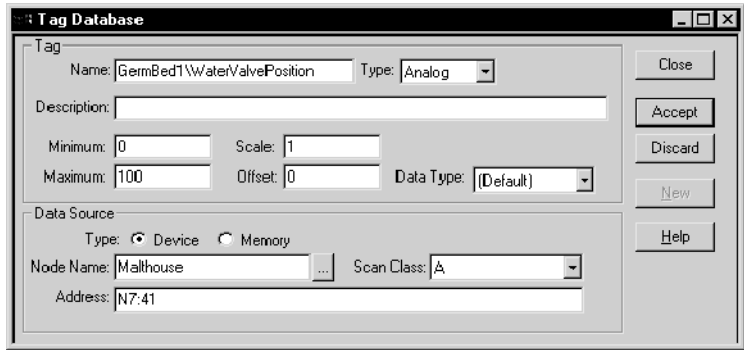 Tag Database
Tag
Name: GermBed1\WaterValvePosition Type: Analog
Close
Description:
Accept
Minimum: 0 Scale: 1
Discard
Maximum: 100 Offset: 0 Data Type: (Default)
New
Data Source
Type: Device Memory
Help
Node Name: Malthouse ... Scan Class: A
Address: N7:41